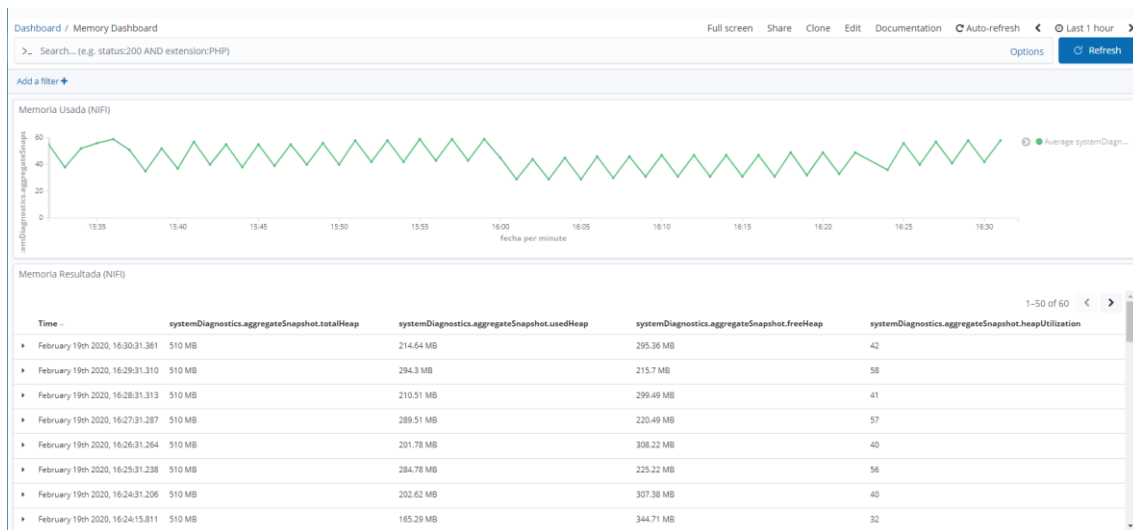 Dashboard / Memory Dashboard Full screen Share Clone Edit Documentation Auto-refresh Last 1 hour
>_ Search... (e.g. status:200 AND extension:PHP) Options Refresh
Add a filter +
Memoria Usada (NIFI)
60
40
20
0
15:35 15:40 15:45 15:50 15:55 16:00 16:05 16:10 16:15 16:20 16:25 16:30
fecha per minute
Average systemDiagn...
Memoria Resultada (NIFI)
1–50 of 60
Time systemDiagnostics.aggregateSnapshot.totalHeap systemDiagnostics.aggregateSnapshot.usedHeap systemDiagnostics.aggregateSnapshot.freeHeap systemDiagnostics.aggregateSnapshot.heapUtilization
February 19th 2020, 16:30:31.361 510 MB 214.64 MB 295.36 MB 42
February 19th 2020, 16:29:31.310 510 MB 294.3 MB 215.7 MB 58
February 19th 2020, 16:28:31.313 510 MB 210.51 MB 299.49 MB 41
February 19th 2020, 16:27:31.287 510 MB 289.51 MB 220.49 MB 57
February 19th 2020, 16:26:31.264 510 MB 201.78 MB 308.22 MB 40
February 19th 2020, 16:25:31.238 510 MB 284.78 MB 225.22 MB 56
February 19th 2020, 16:24:31.206 510 MB 202.62 MB 307.38 MB 40
February 19th 2020, 16:24:15.811 510 MB 165.29 MB 344.71 MB 32